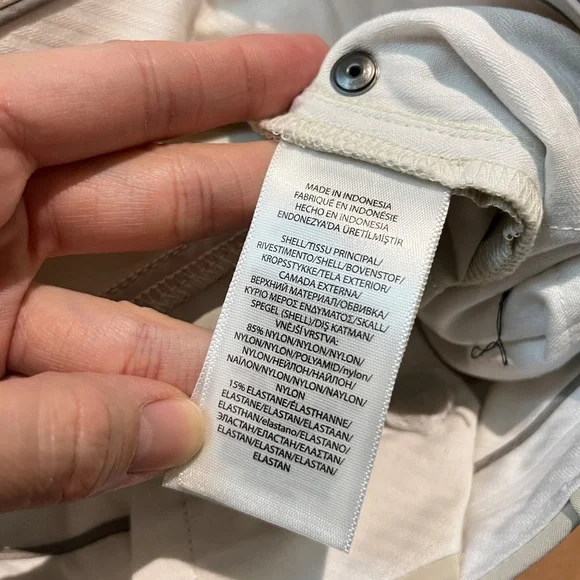 MADE IN INDONESIA
FABRIQUÉ EN INDONÉSIE
HECHO EN INDONESIA
ENDONEZYA'DA ÜRETİLMİŞTİR
SHELL/TISSU PRINCIPAL/
RIVESTIMENTO/SHELL/BOVENSTOF/
KROPSSTYKKE/TELA EXTERIOR/
CAMADA EXTERNA/
ВЕРХНИЙ МАТЕРИАЛ/ОБВИВКА/
ΚΥΡΙΟ ΜΕΡΟΣ ΕΝΔΥΜΑΤΟΣ/SKALL/
SPEGEL (SHELL)/DIŞ KATMAN/
VNĚJŠÍ VRSTVA:
85% NYLON/NYLON/NYLON/
NYLON/NYLON/POLYAMID/nylon/
NYLON/НЕЙЛОН/НАЙЛОН/
ΝΑΪΛΟΝ/NYLON/NYLON/NAYLON/
NYLON
15% ELASTANE/ÉLASTHANNE/
ELASTANE/ELASTAN/ELASTAAN/
ELASTHAN/elastano/ELASTANO/
ЭЛАСТАН/ЕЛАСТАН/ΕΛΑΣΤΑΝ/
ELASTAN/ELASTAN/ELASTAN/
ELASTAN